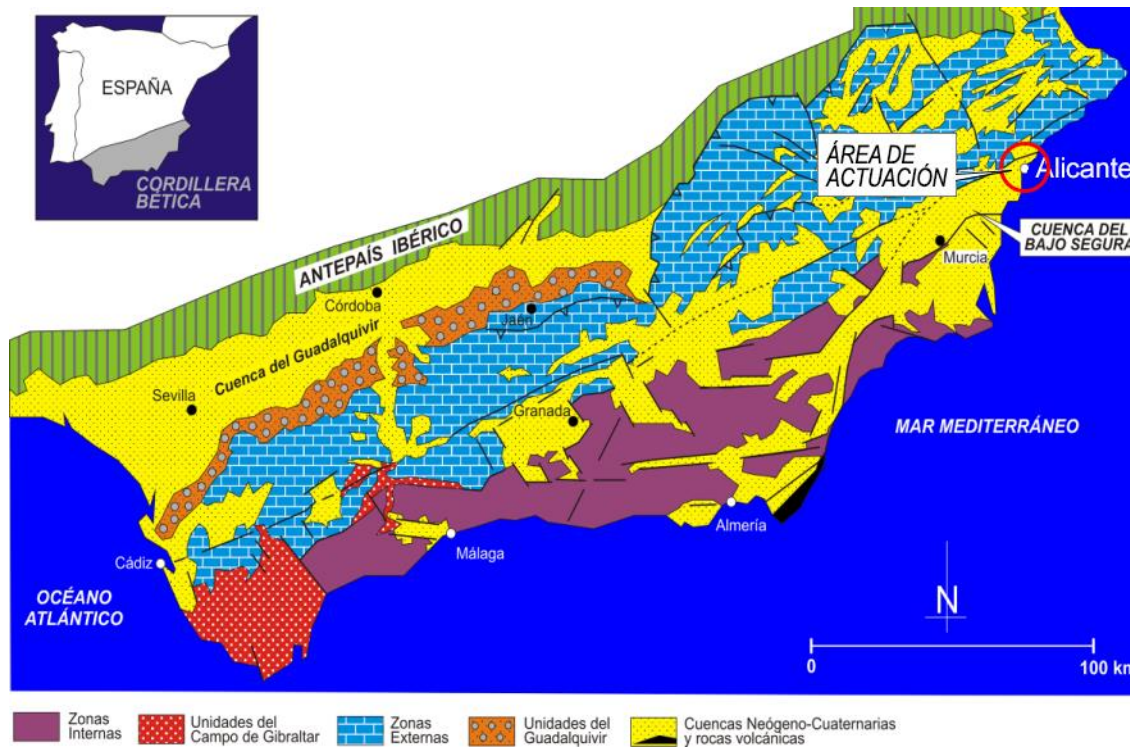 ESPAÑA
CORDILLERA
BÉTICA
ÁREA DE
ACTUACIÓN
Alicante
CUENCA DEL
BAJO SEGURA
Murcia
ANTEPAÍS IBÉRICO
Córdoba
Jaén
Cuenca del Guadalquivir
Sevilla
Granada
MAR MEDITERRÁNEO
Almería
Málaga
Cádiz
OCÉANO
ATLÁNTICO
N
0
100 km
Zonas
Internas
Unidades del
Campo de Gibraltar
Zonas
Externas
Unidades del
Guadalquivir
Cuencas Neógeno-Cuaternarias
y rocas volcánicas